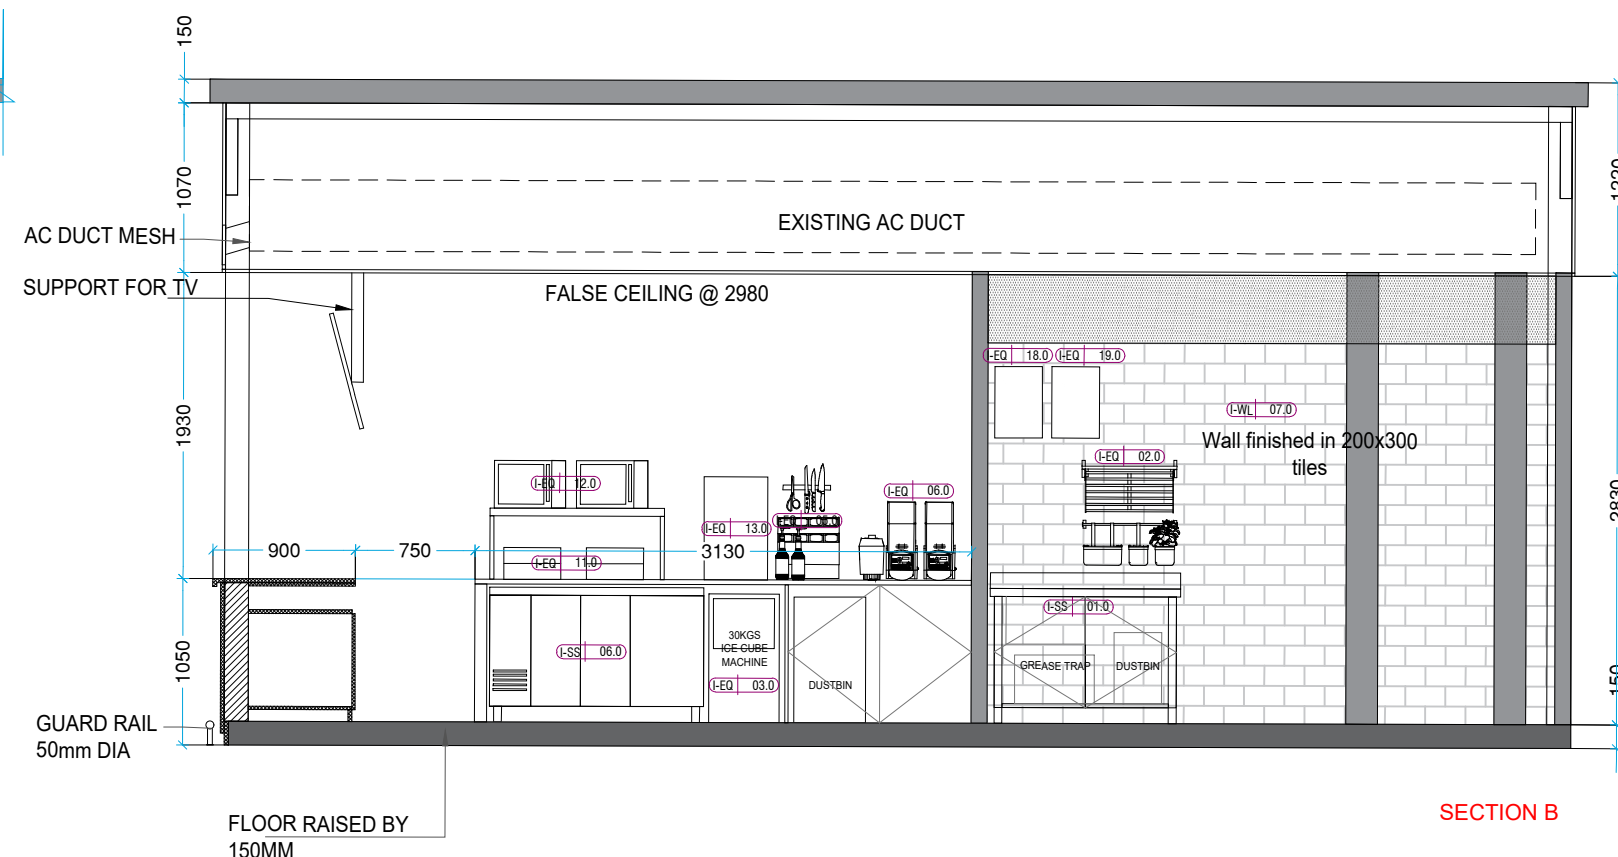 150
1070
EXISTING AC DUCT
AC DUCT MESH
SUPPORT FOR TV
FALSE CEILING @ 2980
I-EQ 18.0
I-EQ 19.0
1930
I-WL 07.0
Wall finished in 200x300
tiles
I-EQ 02.0
I-EQ 12.0
I-EQ 06.0
I-EQ 13.0
900
750
3130
I-EQ 11.0
I-SS 01.0
1050
30KGS
ICE CUBE
MACHINE
I-SS 06.0
I-EQ 03.0
DUSTBIN
GREASE TRAP
DUSTBIN
150
GUARD RAIL
50mm DIA
FLOOR RAISED BY
150MM
SECTION B